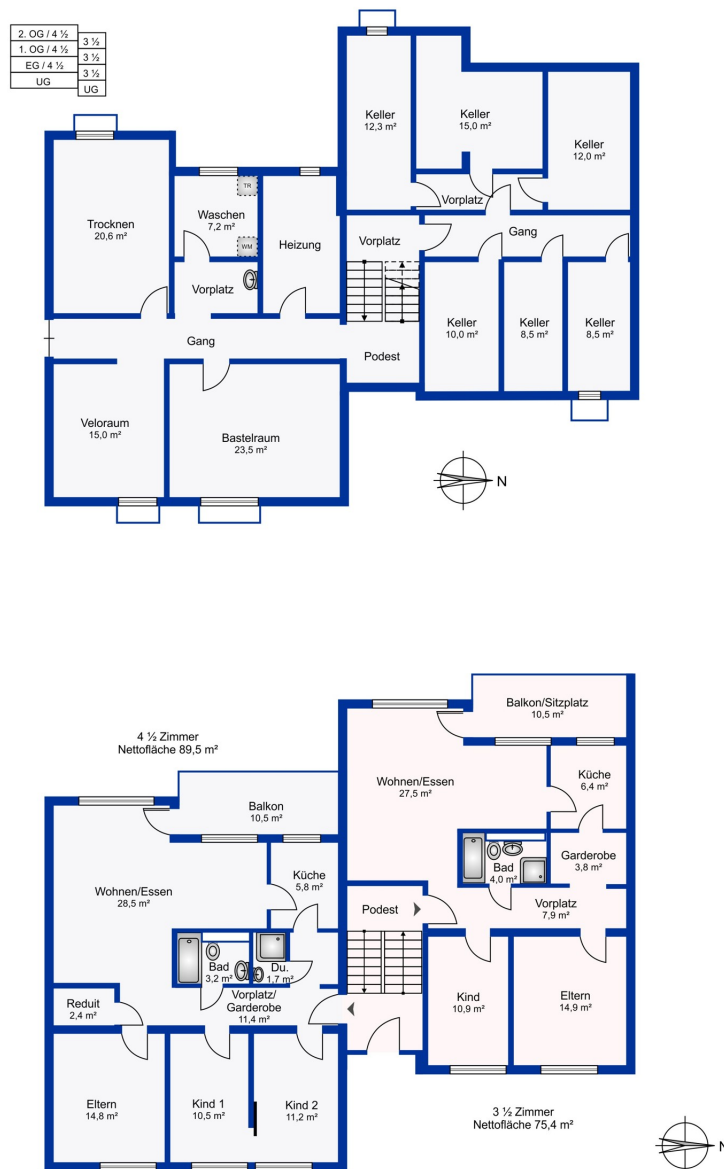 2. OG / 4 ½
3 ½
1. OG / 4 ½
3 ½
EG / 4 ½
3 ½
UG
UG
Keller
12,3 m²
Keller
15,0 m²
Keller
12,0 m²
Trocknen
20,6 m²
TR
Waschen
7,2 m²
WM
Heizung
Vorplatz
Vorplatz
Gang
Vorplatz
Gang
Podest
Keller
10,0 m²
Keller
8,5 m²
Keller
8,5 m²
Veloraum
15,0 m²
Bastelraum
23,5 m²
N
4 ½ Zimmer
Nettofläche 89,5 m²
Balkon/Sitzplatz
10,5 m²
Wohnen/Essen
27,5 m²
Küche
6,4 m²
Balkon
10,5 m²
Garderobe
3,8 m²
Bad
4,0 m²
Küche
5,8 m²
Wohnen/Essen
28,5 m²
Podest
Vorplatz
7,9 m²
Bad
3,2 m²
Du.
1,7 m²
Vorplatz/
Garderobe
11,4 m²
Reduit
2,4 m²
Kind
10,9 m²
Eltern
14,9 m²
Eltern
14,8 m²
Kind 1
10,5 m²
Kind 2
11,2 m²
3 ½ Zimmer
Nettofläche 75,4 m²
N